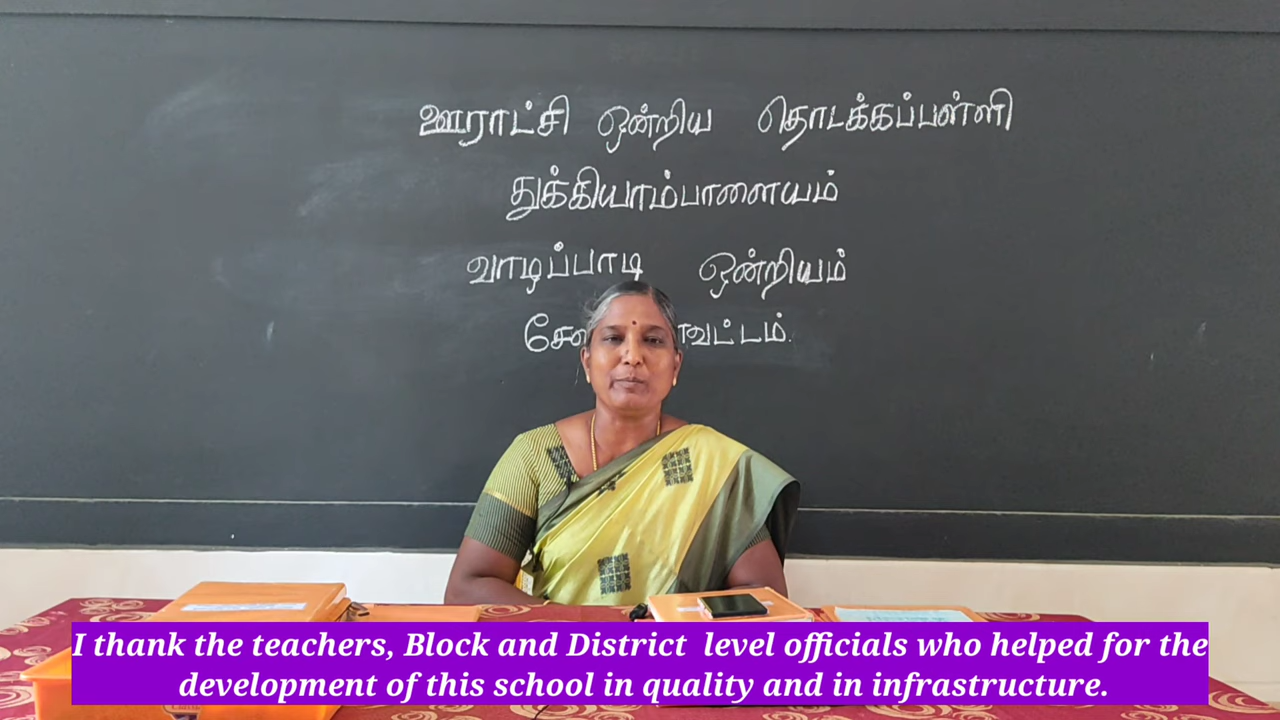 ஊராட்சி ஒன்றிய தொடக்கப்பள்ளி
துக்கியாம்பாளையம்
வாழப்பாடி ஒன்றியம்
I thank the teachers, Block and District level officials who helped for the
development of this school in quality and in infrastructure.